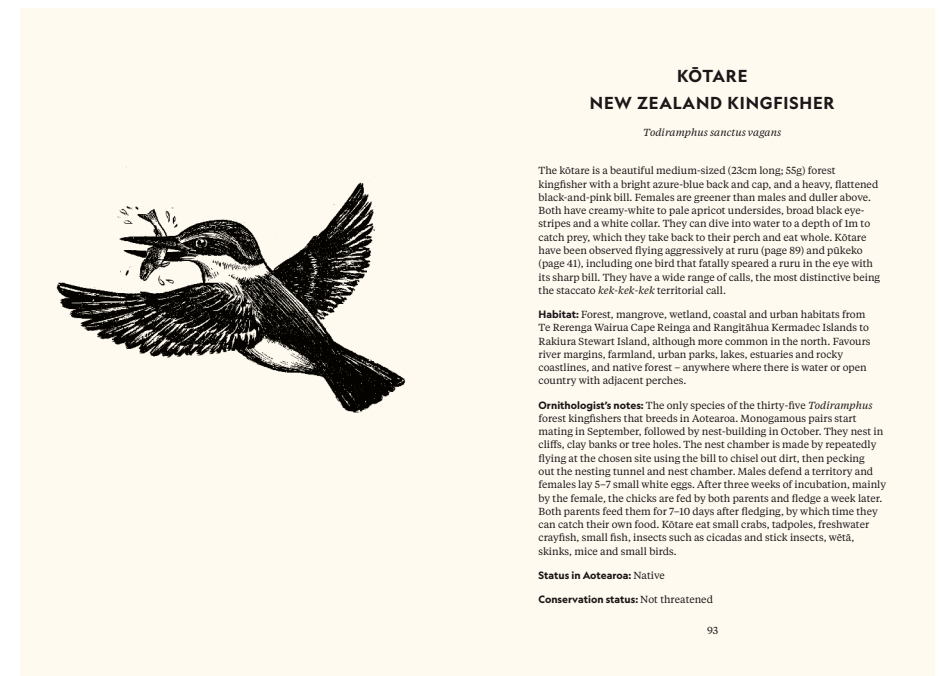 KŌTARE
NEW ZEALAND KINGFISHER
Todiramphus sanctus vagans
The kōtare is a beautiful medium-sized (23cm long; 55g) forest
kingfisher with a bright azure-blue back and cap, and a heavy, flattened
black-and-pink bill. Females are greener than males and duller above.
Both have creamy-white to pale apricot undersides, broad black eye-
stripes and a white collar. They can dive into water to a depth of 1m to
catch prey, which they take back to their perch and eat whole. Kōtare
have been observed flying aggressively at ruru (page 89) and pūkeko
(page 41), including one bird that fatally speared a ruru in the eye with
its sharp bill. They have a wide range of calls, the most distinctive being
the staccato kek-kek-kek territorial call.
Habitat: Forest, mangrove, wetland, coastal and urban habitats from
Te Rerenga Wairua Cape Reinga and Rangitāhua Kermadec Islands to
Rakiura Stewart Island, although more common in the north. Favours
river margins, farmland, urban parks, lakes, estuaries and rocky
coastlines, and native forest – anywhere where there is water or open
country with adjacent perches.
Ornithologist's notes: The only species of the thirty-five Todiramphus
forest kingfishers that breeds in Aotearoa. Monogamous pairs start
mating in September, followed by nest-building in October. They nest in
cliffs, clay banks or tree holes. The nest chamber is made by repeatedly
flying at the chosen site using the bill to chisel out dirt, then pecking
out the nesting tunnel and nest chamber. Males defend a territory and
females lay 5–7 small white eggs. After three weeks of incubation, mainly
by the female, the chicks are fed by both parents and fledge a week later.
Both parents feed them for 7–10 days after fledging, by which time they
can catch their own food. Kōtare eat small crabs, tadpoles, freshwater
crayfish, small fish, insects such as cicadas and stick insects, wētā,
skinks, mice and small birds.
Status in Aotearoa: Native
Conservation status: Not threatened
93